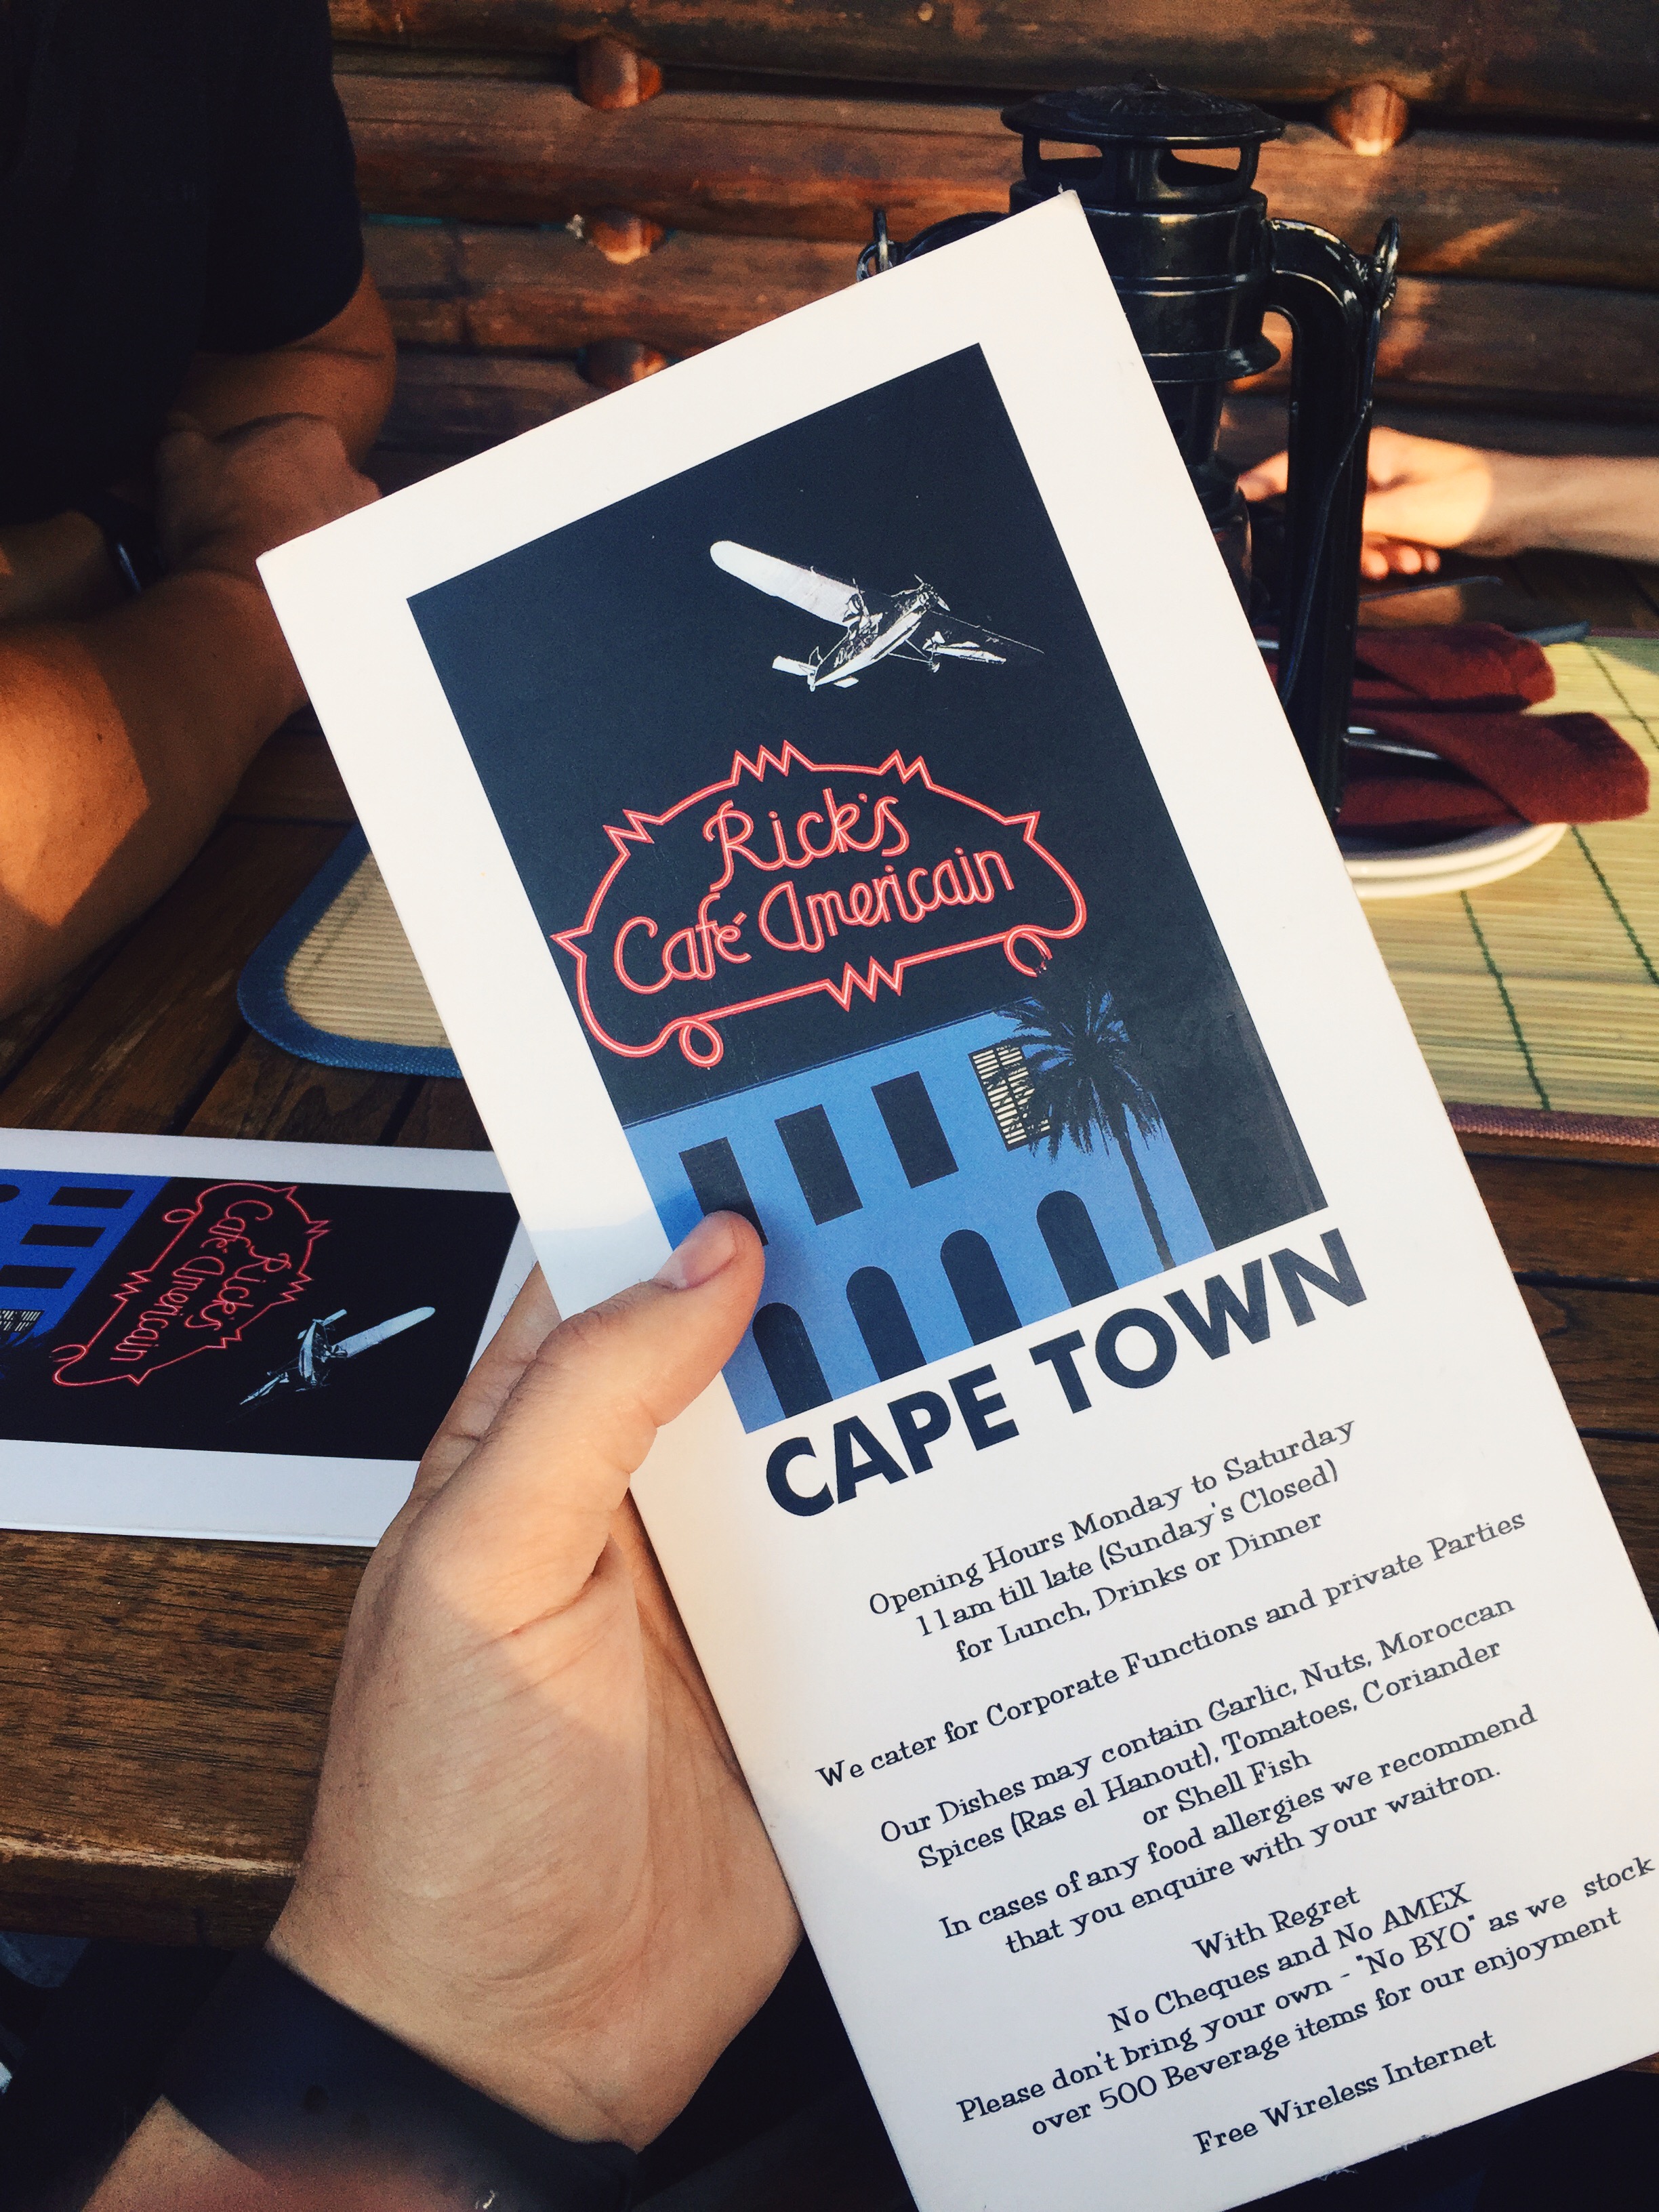 Rick's
Café Americain
CAPE TOWN
Opening Hours Monday to Saturday
11am till late (Sunday's Closed)
for Lunch, Drinks or Dinner
We cater for Corporate Functions and private Parties
Our Dishes may contain Garlic, Nuts, Moroccan
Spices (Ras el Hanout), Tomatoes, Coriander
or Shell Fish
In cases of any food allergies we recommend
that you enquire with your waitron.
With Regret
No Cheques and No AMEX
Please don't bring your own - "No BYO" as we stock
over 500 Beverage items for our enjoyment
Free Wireless Internet
Rick's
Café Americain